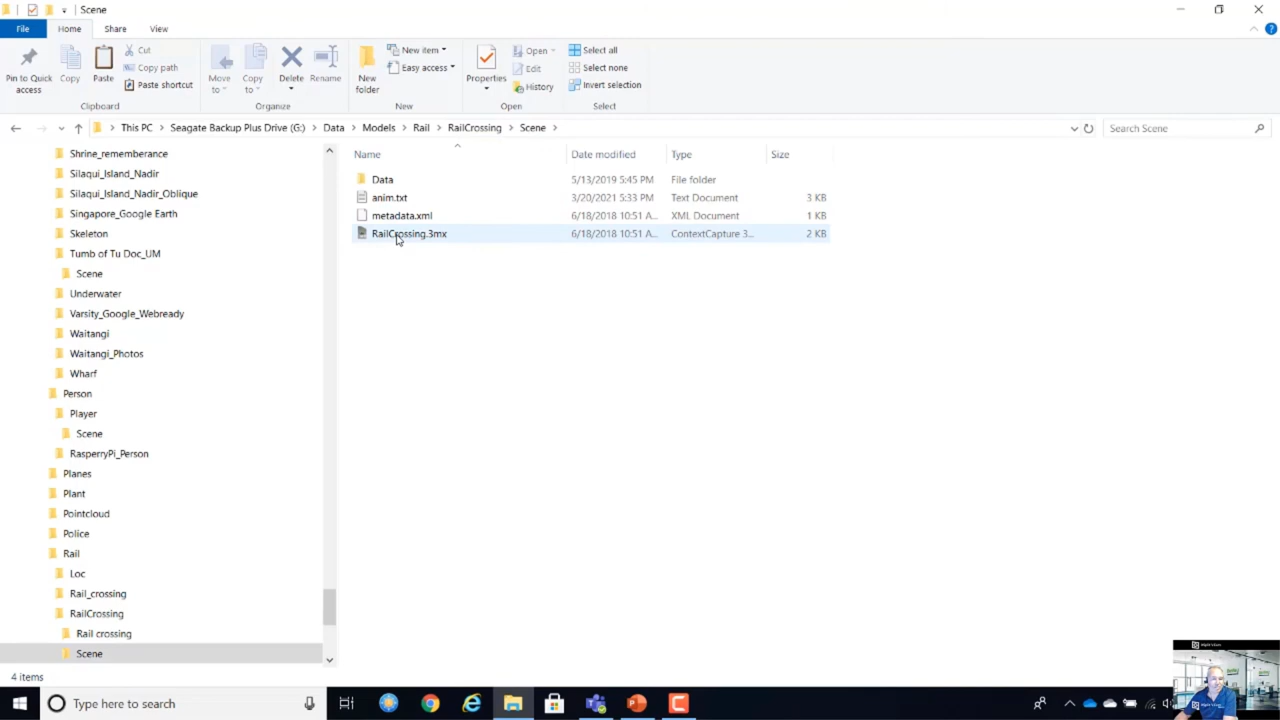 Scene
File Home Share View
Pin to Quick access
Copy
Paste
Cut
Copy path
Paste shortcut
Clipboard
Move to
Copy to
Delete
Rename
Organize
New folder
New item
Easy access
New
Properties
Open
Edit
History
Open
Select all
Select none
Invert selection
Select
This PC > Seagate Backup Plus Drive (G:) > Data > Models > Rail > RailCrossing > Scene >
Search Scene
Name Date modified Type Size
Data 5/13/2019 5:45 PM File folder
anim.txt 3/20/2021 5:33 PM Text Document 3 KB
metadata.xml 6/18/2018 10:51 A... XML Document 1 KB
RailCrossing.3mx 6/18/2018 10:51 A... ContextCapture 3... 2 KB
Shrine_rememberance
Silaqui_Island_Nadir
Silaqui_Island_Nadir_Oblique
Singapore_Google Earth
Skeleton
Tumb of Tu Doc_UM
Scene
Underwater
Varsity_Google_Webready
Waitangi
Waitangi_Photos
Wharf
Person
Player
Scene
RasperryPi_Person
Planes
Plant
Pointcloud
Police
Rail
Loc
Rail_crossing
RailCrossing
Rail crossing
Scene
4 items
Type here to search